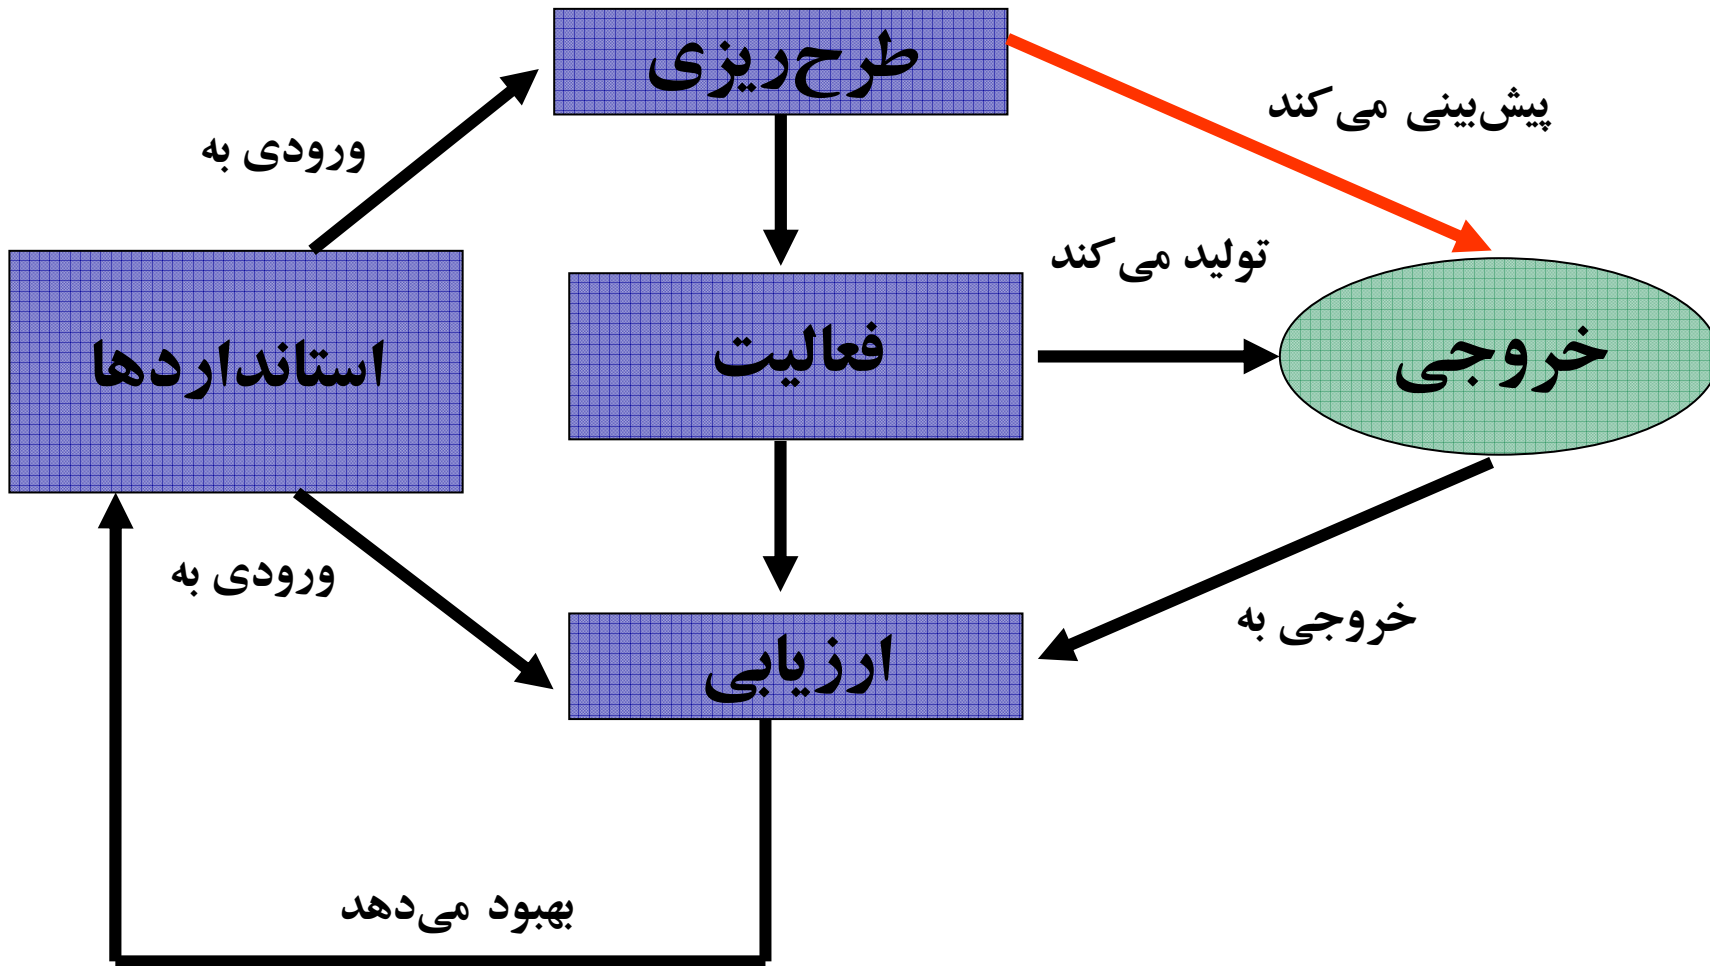 طرح‌ریزی
پیش‌بینی می‌کند
ورودی به
تولید می‌کند
خروجی
فعالیت
استانداردها
ورودی به
خروجی به
ارزیابی
بهبود می‌دهد